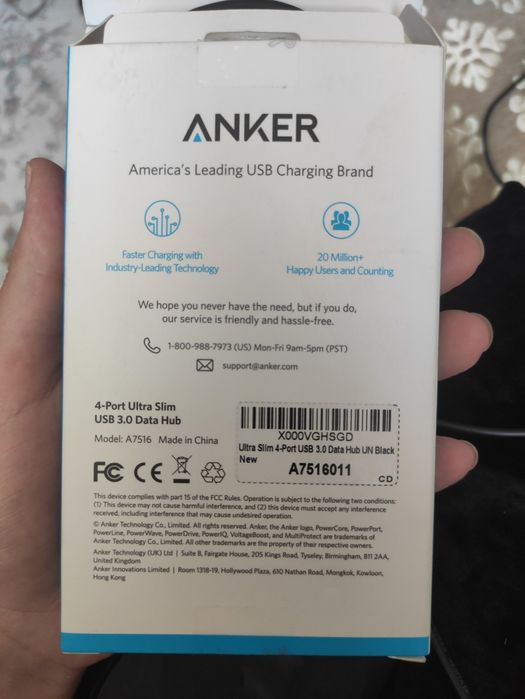 ANKER
America's Leading USB Charging Brand
Faster Charging with
Industry-Leading Technology
20 Million+
Happy Users and Counting
We hope you never have the need, but if you do,
our service is friendly and hassle-free.
1-800-988-7973 (US) Mon-Fri 9am-5pm (PST)
support@anker.com
4-Port Ultra Slim
USB 3.0 Data Hub
Model: A7516 Made in China
FC CE
X000VGHSGD
Ultra Slim 4-Port USB 3.0 Data Hub UN Black
New
A7516011
CD
This device complies with part 15 of the FCC Rules. Operation is subject to the following two conditions:
(1) This device may not cause harmful interference, and (2) this device must accept any interference
received, including interference that may cause undesired operation.
© Anker Technology Co., Limited. All rights reserved. Anker, the Anker logo, PowerCore, PowerPort,
PowerLine, PowerWave, PowerDrive, PowerIQ, VoltageBoost, and MultiProtect are trademarks of
Anker Technology Co., Limited. All other trademarks are the property of their respective owners.
Anker Technology (UK) Ltd | Suite B, Fairgate House, 205 Kings Road, Tyseley, Birmingham, B11 2AA,
United Kingdom
Anker Innovations Limited | Room 1318-19, Hollywood Plaza, 610 Nathan Road, Mongkok, Kowloon,
Hong Kong